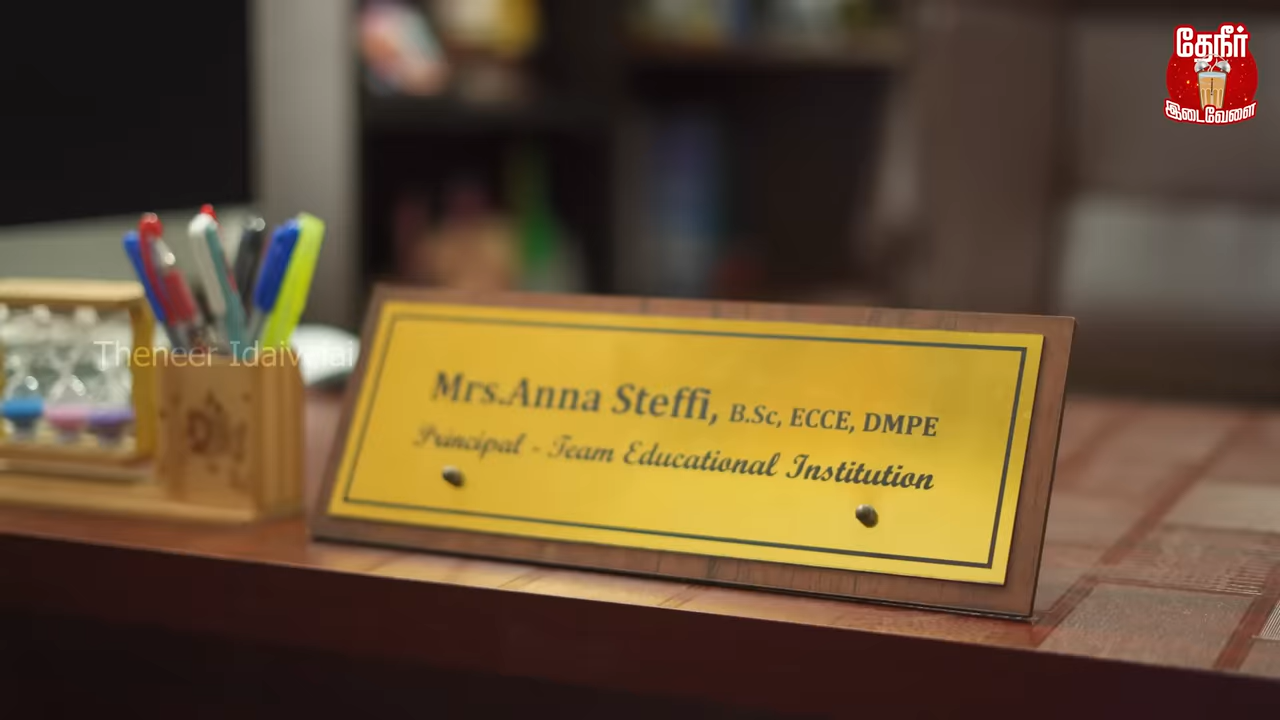 தேநீர்
இடைவேளை
Theneer Idaivelai
Mrs.Anna Steffi, B.Sc, ECCE, DMPE
Principal - Team Educational Institution